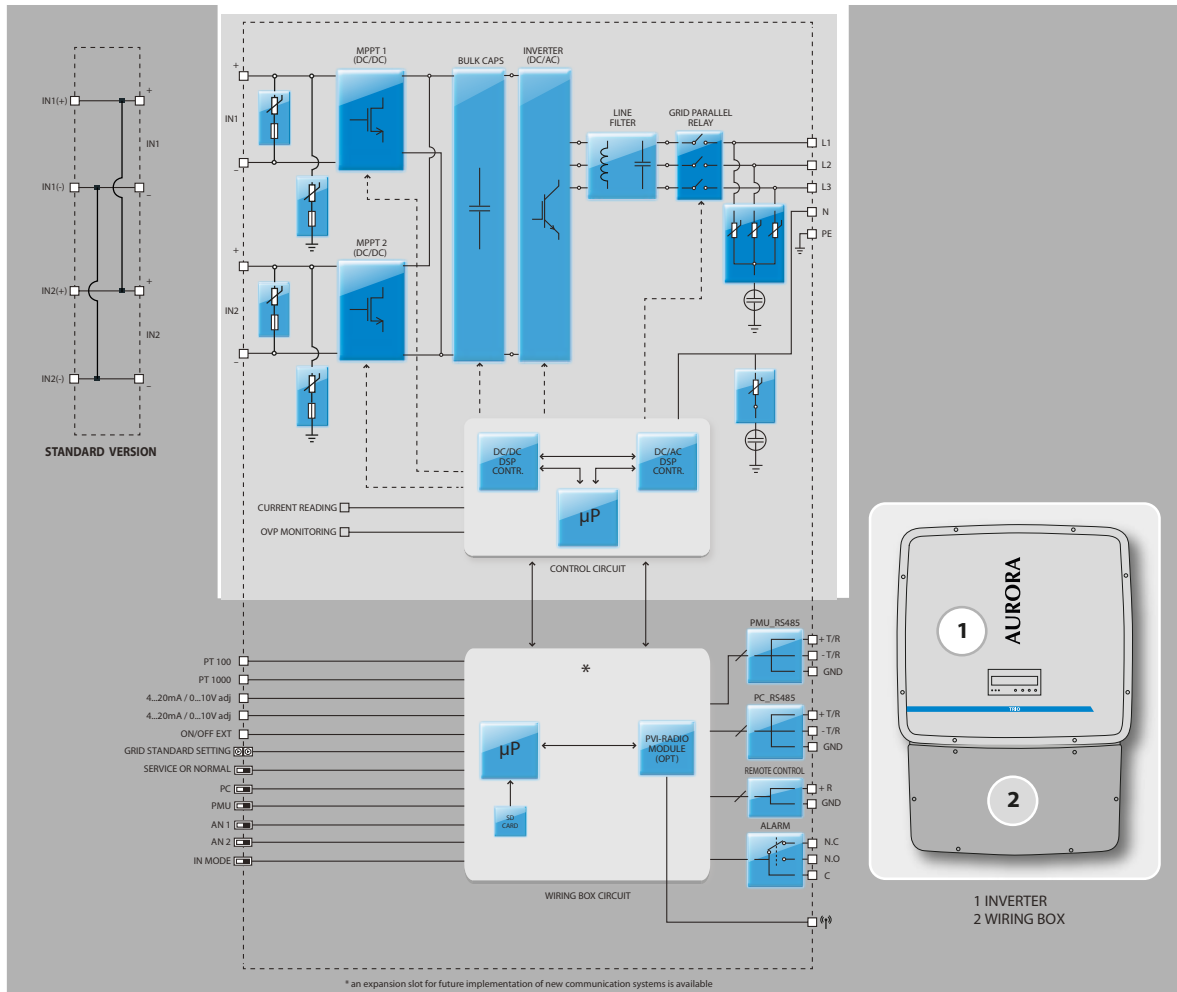 IN1(+)
+
IN1
IN1(-)
_
IN2(+)
+
IN2
IN2(-)
_
STANDARD VERSION
MPPT 1
(DC/DC)
BULK CAPS
INVERTER
(DC/AC)
LINE
FILTER
GRID PARALLEL
RELAY
+
IN1
_
L1
L2
L3
N
PE
MPPT 2
(DC/DC)
+
IN2
_
DC/DC
DSP
CONTR.
DC/AC
DSP
CONTR.
µP
CURRENT READING
OVP MONITORING
CONTROL CIRCUIT
PT 100
PT 1000
4...20mA / 0...10V adj
4...20mA / 0...10V adj
ON/OFF EXT
GRID STANDARD SETTING
SERVICE OR NORMAL
PC
PMU
AN 1
AN 2
IN MODE
*
µP
PVI-RADIO
MODULE
(OPT)
SD
CARD
WIRING BOX CIRCUIT
PMU_RS485
+ T/R
- T/R
GND
PC_RS485
+ T/R
- T/R
GND
REMOTE CONTROL
+ R
GND
ALARM
N.C
N.O
C
* an expansion slot for future implementation of new communication systems is available
AURORA
1
TRIO
2
1 INVERTER
2 WIRING BOX